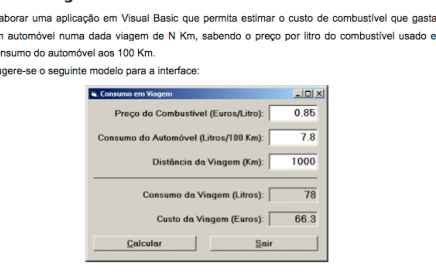 aborar uma aplicação em Visual Basic que permita estimar o custo de combustível que gasta
automóvel numa dada viagem de N Km, sabendo o preço por litro do combustível usado e
nsumo do automóvel aos 100 Km.
gere-se o seguinte modelo para a interface:
Consumo em Viagem
Preço do Combustível (Euros/Litro): 0.85
Consumo do Automóvel (Litros/100 Km): 7.8
Distância da Viagem (Km): 1000
Consumo da Viagem (Litros): 78
Custo da Viagem (Euros): 66.3
Calcular Sair